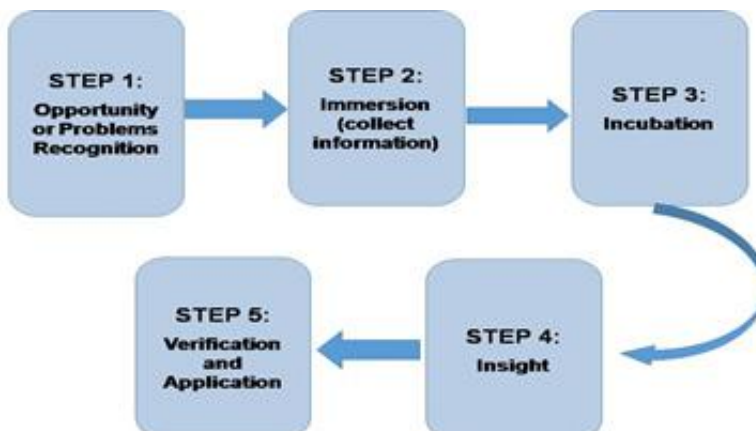 STEP 1:
Opportunity
or Problems
Recognition
STEP 2:
Immersion
(collect
information)
STEP 3:
Incubation
STEP 4:
Insight
STEP 5:
Verification
and
Application